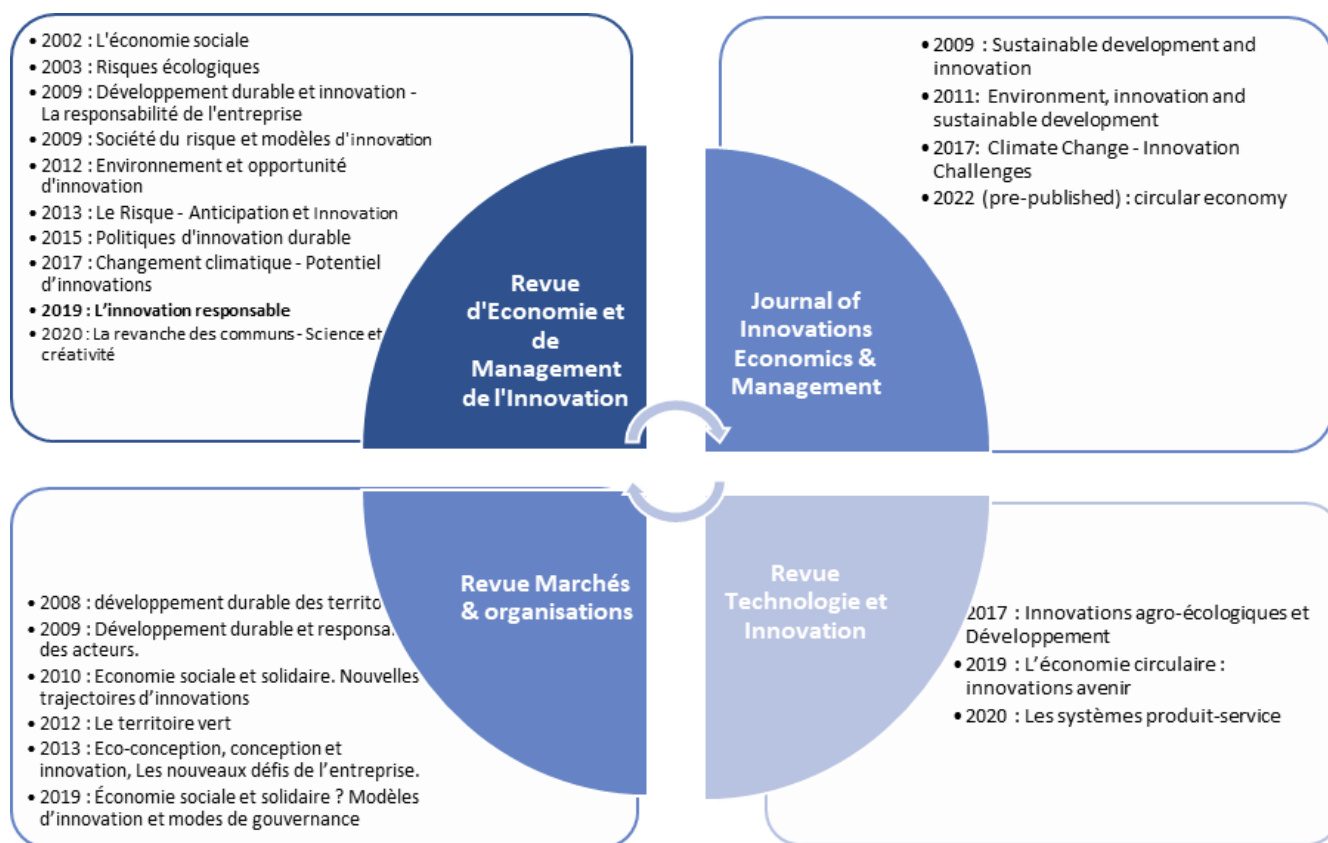 • 2002 : L'économie sociale
• 2003 : Risques écologiques
• 2009 : Développement durable et innovation -
La responsabilité de l'entreprise
• 2009 : Société du risque et modèles d'innovation
• 2012 : Environnement et opportunité
d'innovation
• 2013 : Le Risque - Anticipation et Innovation
• 2015 : Politiques d'innovation durable
• 2017 : Changement climatique - Potentiel
d’innovations
• 2019 : L’innovation responsable
• 2020 : La revanche des communs - Science et
créativité
Revue
d'Economie et
de
Management
de l'Innovation
• 2009 : Sustainable development and
innovation
• 2011: Environment, innovation and
sustainable development
• 2017: Climate Change - Innovation
Challenges
• 2022 (pre-published) : circular economy
Journal of
Innovations
Economics &
Management
• 2008 : développement durable des
• 2009 : Développement durable et
des acteurs.
• 2010 : Economie sociale et solidaire. Nouvelles
trajectoires d’innovations
• 2012 : Le territoire vert
• 2013 : Eco-conception, conception et
innovation, Les nouveaux défis de l’entreprise.
• 2019 : Économie sociale et solidaire ? Modèles
d’innovation et modes de gouvernance
Revue Marchés
& organisations
Revue
Technologie et
Innovation
2017 : Innovations agro-écologiques et
Développement
• 2019 : L’économie circulaire :
innovations avenir
• 2020 : Les systèmes produit-service